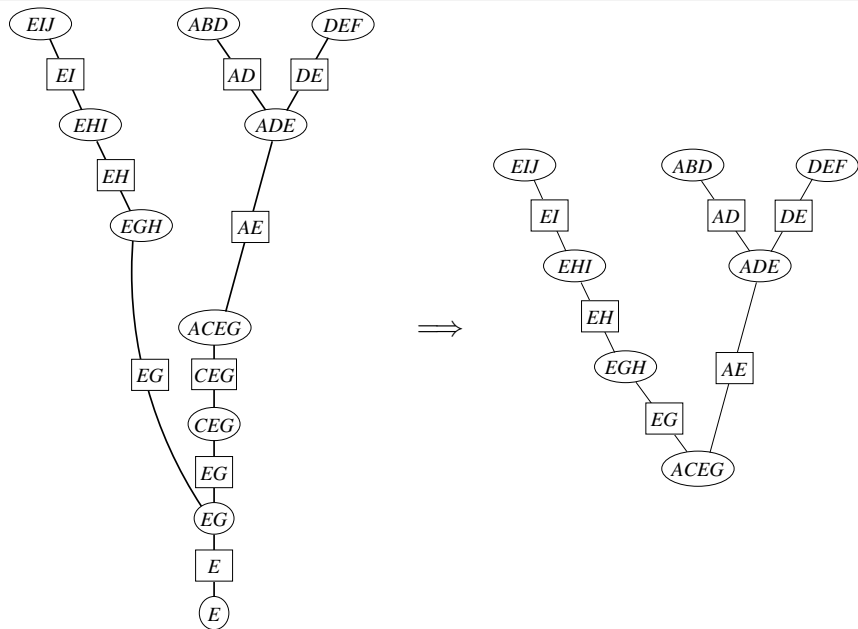 EIJ ABD DEF
EI AD DE
EHI ADE
EH
EGH AE
ACEG
EG CEG
CEG
EG
EG
E
E
⟹
EIJ ABD DEF
EI AD DE
EHI ADE
EH
EGH AE
EG
ACEG